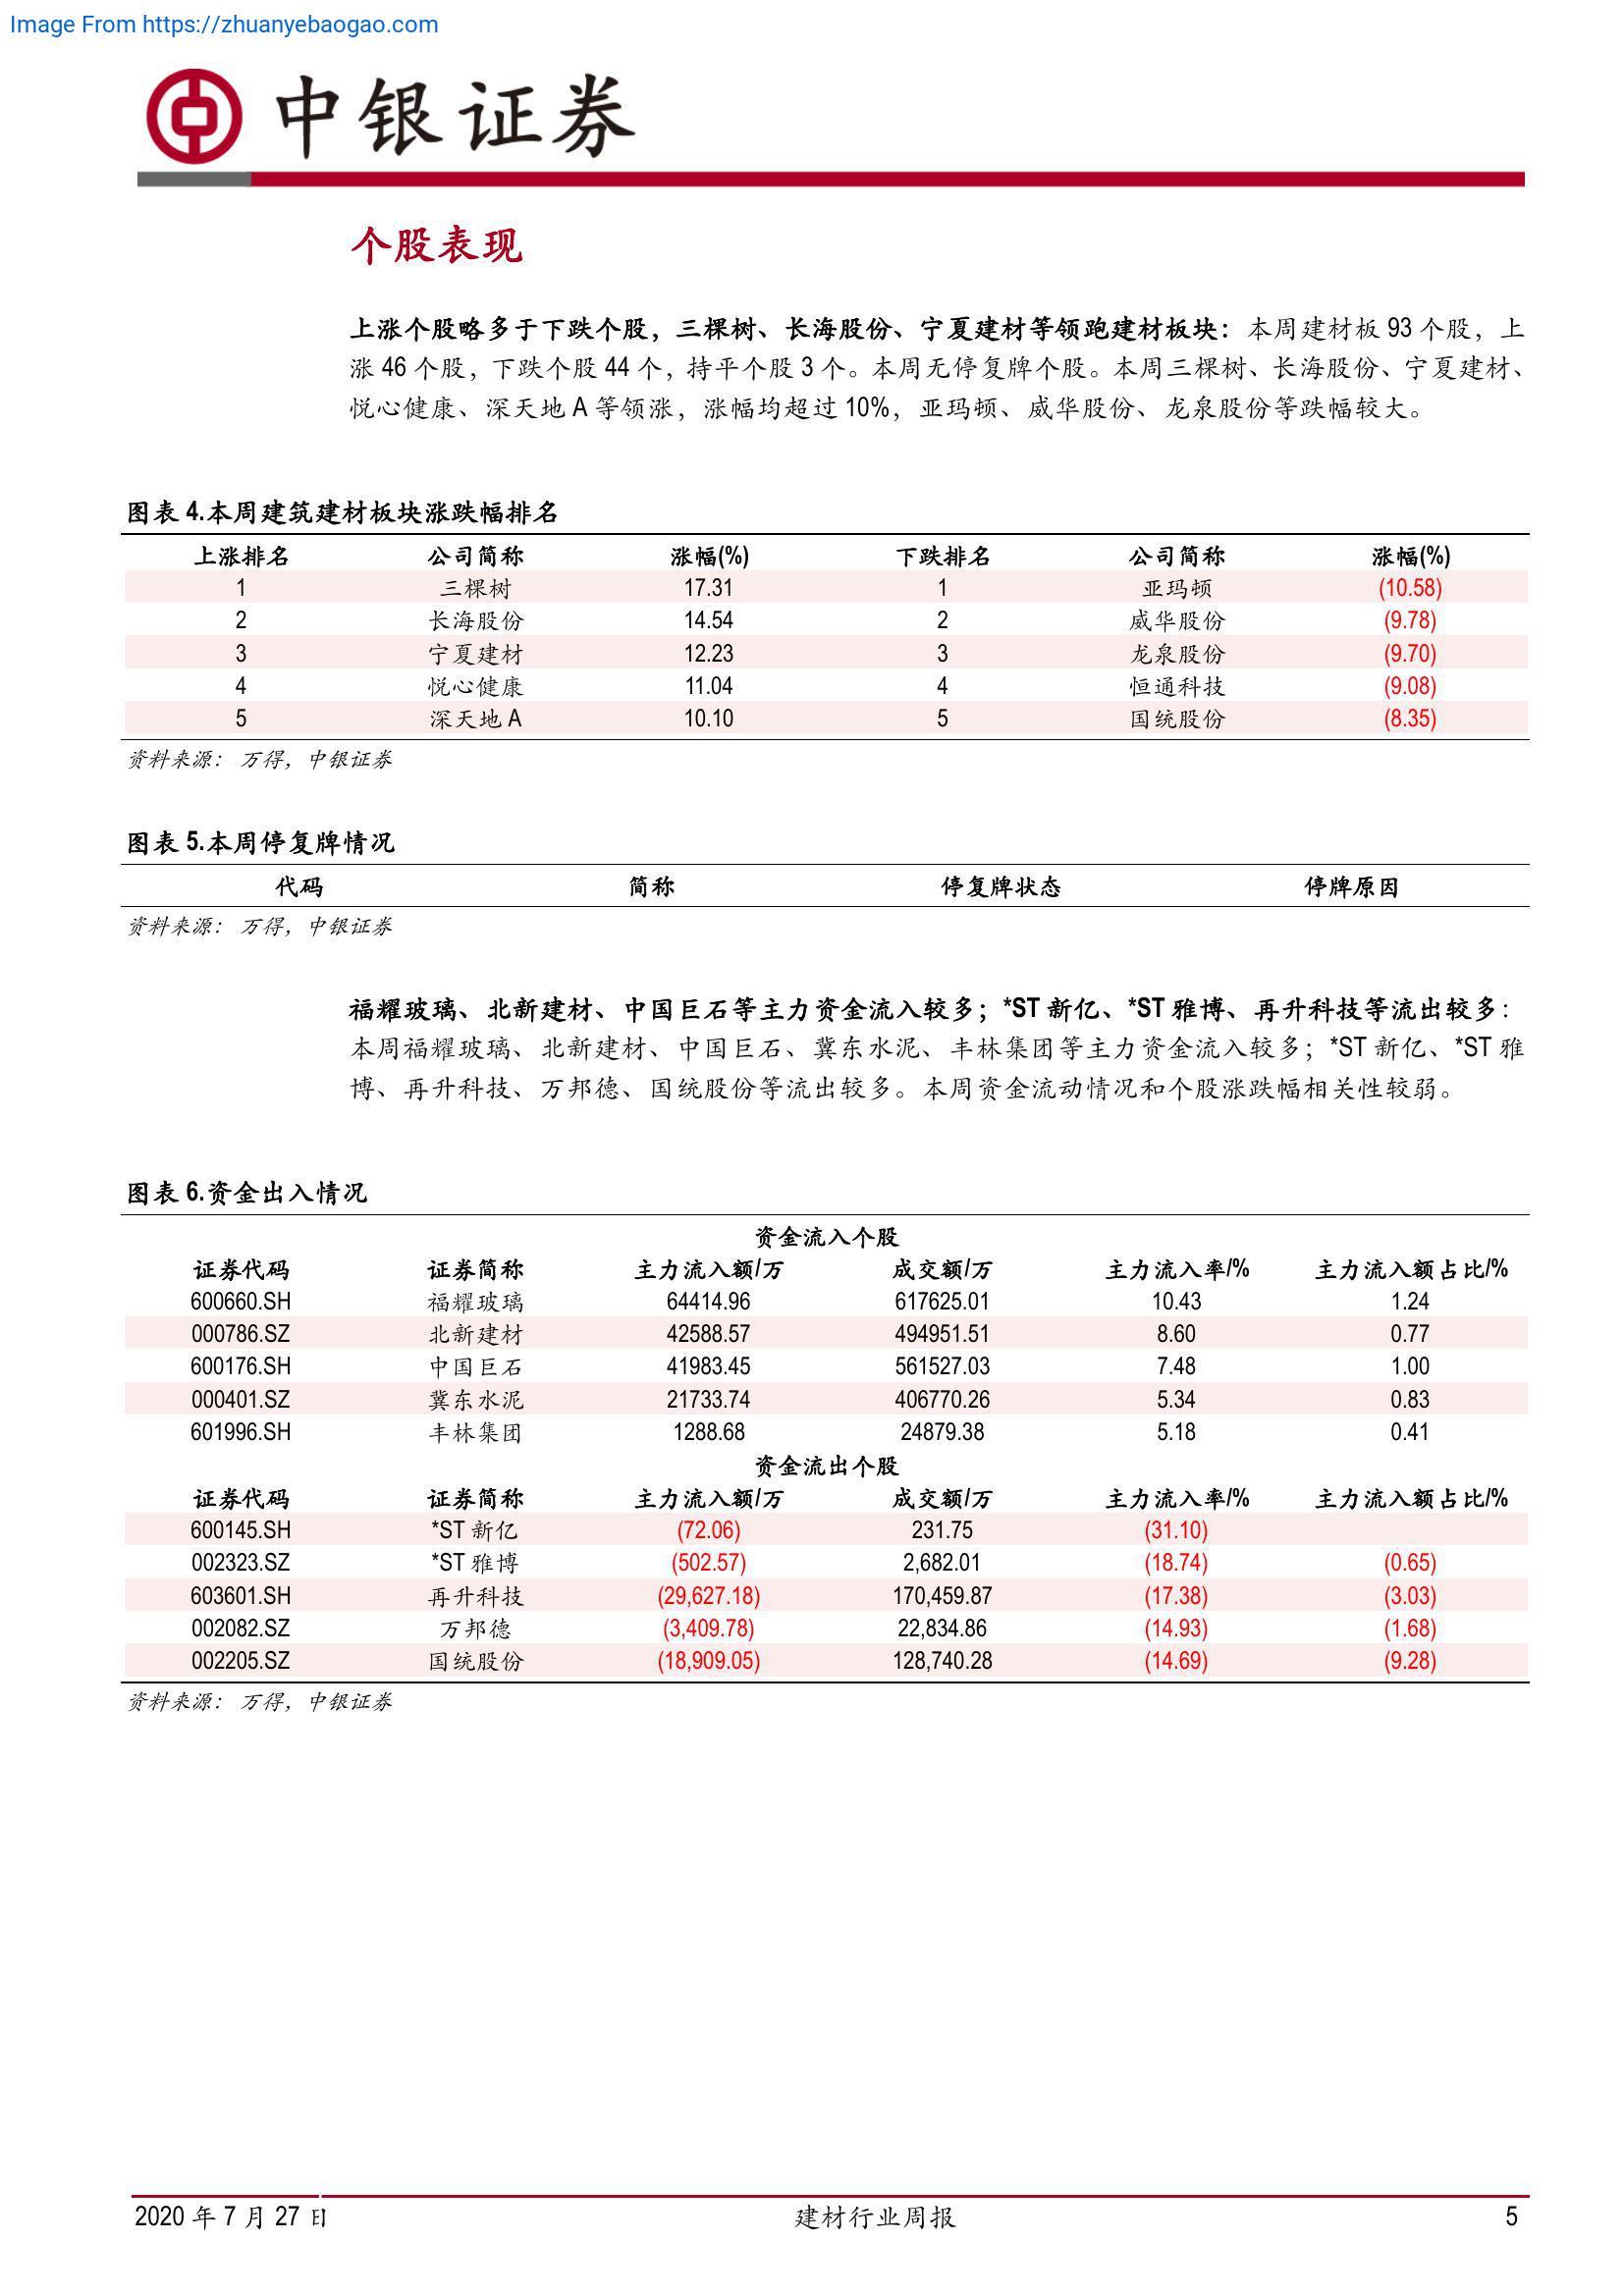 Image From https://zhuanyebaogao.com
中银证券
个股表现
上涨个股略多于下跌个股，三棵树、长海股份、宁夏建材等领跑建材板块：本周建材板 93 个股，上
涨 46 个股，下跌个股 44 个，持平个股 3 个。本周无停复牌个股。本周三棵树、长海股份、宁夏建材、
悦心健康、深天地 A 等领涨，涨幅均超过 10%，亚玛顿、威华股份、龙泉股份等跌幅较大。
图表 4.本周建筑建材板块涨跌幅排名
上涨排名 公司简称 涨幅(%) 下跌排名 公司简称 涨幅(%)
1 三棵树 17.31 1 亚玛顿 (10.58)
2 长海股份 14.54 2 威华股份 (9.78)
3 宁夏建材 12.23 3 龙泉股份 (9.70)
4 悦心健康 11.04 4 恒通科技 (9.08)
5 深天地 A 10.10 5 国统股份 (8.35)
资料来源：万得，中银证券
图表 5.本周停复牌情况
代码 简称 停复牌状态 停牌原因
资料来源：万得，中银证券
福耀玻璃、北新建材、中国巨石等主力资金流入较多；*ST 新亿、*ST 雅博、再升科技等流出较多：
本周福耀玻璃、北新建材、中国巨石、冀东水泥、丰林集团等主力资金流入较多；*ST 新亿、*ST 雅
博、再升科技、万邦德、国统股份等流出较多。本周资金流动情况和个股涨跌幅相关性较弱。
图表 6.资金出入情况
资金流入个股
证券代码 证券简称 主力流入额/万 成交额/万 主力流入率/% 主力流入额占比/%
600660.SH 福耀玻璃 64414.96 617625.01 10.43 1.24
000786.SZ 北新建材 42588.57 494951.51 8.60 0.77
600176.SH 中国巨石 41983.45 561527.03 7.48 1.00
000401.SZ 冀东水泥 21733.74 406770.26 5.34 0.83
601996.SH 丰林集团 1288.68 24879.38 5.18 0.41
资金流出个股
证券代码 证券简称 主力流入额/万 成交额/万 主力流入率/% 主力流入额占比/%
600145.SH *ST 新亿 (72.06) 231.75 (31.10)
002323.SZ *ST 雅博 (502.57) 2,682.01 (18.74) (0.65)
603601.SH 再升科技 (29,627.18) 170,459.87 (17.38) (3.03)
002082.SZ 万邦德 (3,409.78) 22,834.86 (14.93) (1.68)
002205.SZ 国统股份 (18,909.05) 128,740.28 (14.69) (9.28)
资料来源：万得，中银证券
2020 年 7 月 27 日 建材行业周报 5